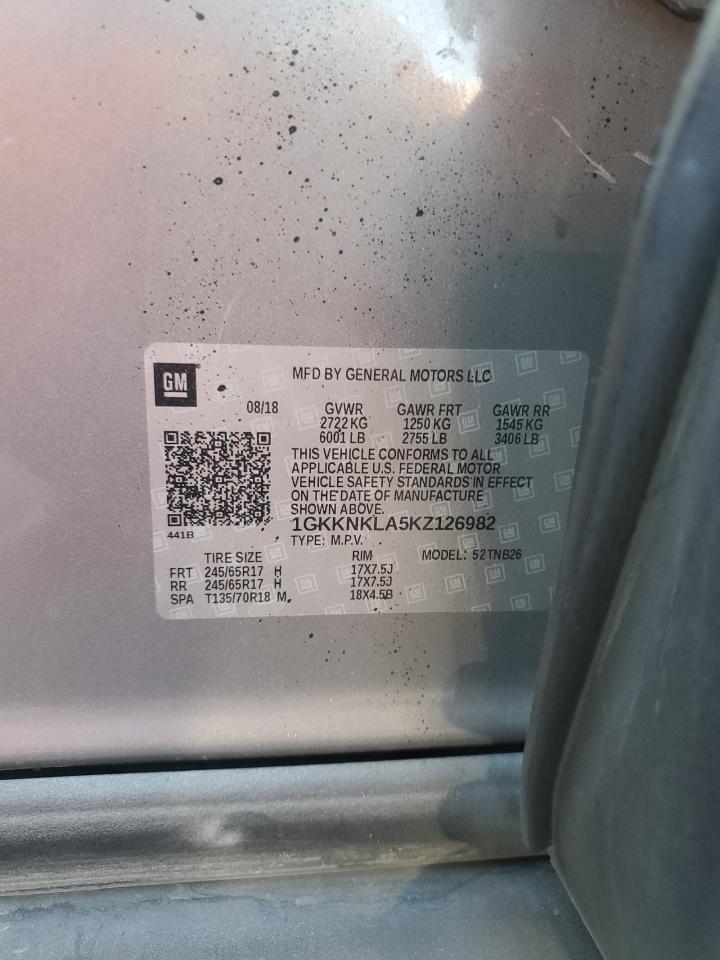 GM
MFD BY GENERAL MOTORS LLC
08/18 GVWR GAWR FRT GAWR RR
2722 KG 1250 KG 1545 KG
6001 LB 2755 LB 3406 LB
THIS VEHICLE CONFORMS TO ALL
APPLICABLE U.S. FEDERAL MOTOR
VEHICLE SAFETY STANDARDS IN EFFECT
ON THE DATE OF MANUFACTURE
SHOWN ABOVE.
441B
1GKKNKLA5KZ126982
TYPE: M.P.V.
TIRE SIZE RIM MODEL: 52TNB26
FRT 245/65R17 H 17X7.5J
RR 245/65R17 H 17X7.5J
SPA T135/70R18 M 18X4.5B